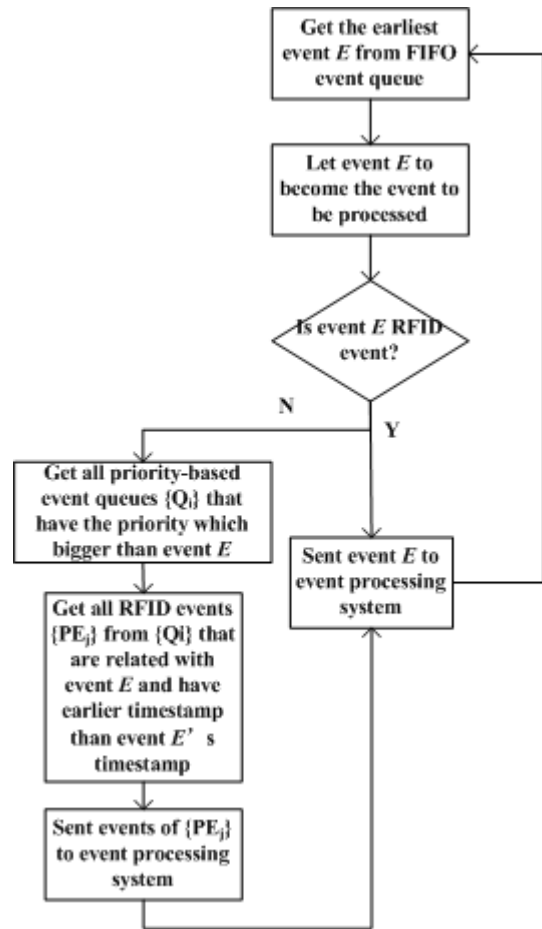 Get the earliest
event E from FIFO
event queue
Let event E to
become the event to
be processed
Is event E RFID
event?
N
Y
Get all priority-based
event queues {Qi} that
have the priority which
bigger than event E
Sent event E to
event processing
system
Get all RFID events
{PEj} from {Qi} that
are related with
event E and have
earlier timestamp
than event E’ s
timestamp
Sent events of {PEj}
to event processing
system